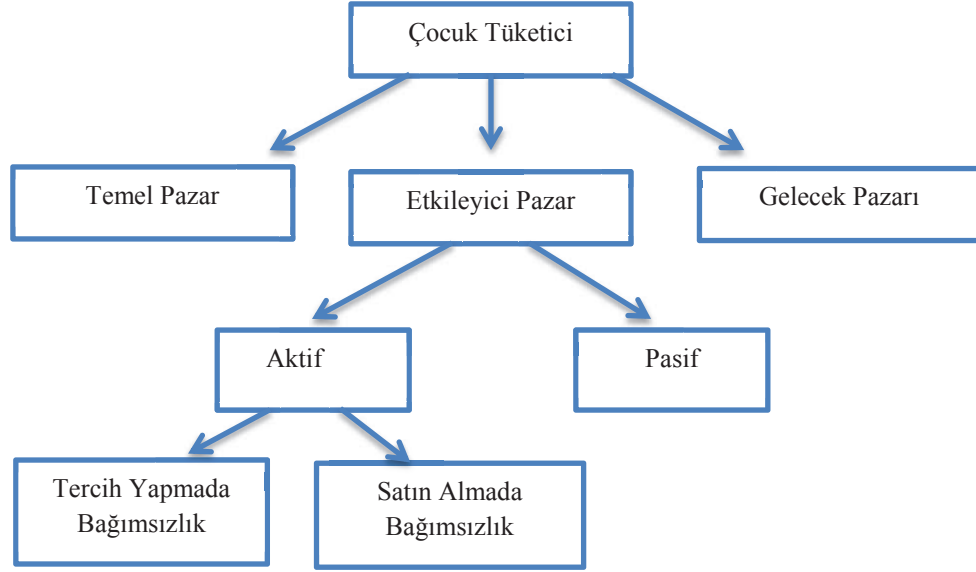 Çocuk Tüketici
Temel Pazar
Etkileyici Pazar
Gelecek Pazarı
Aktif
Pasif
Tercih Yapmada
Bağımsızlık
Satın Almada
Bağımsızlık